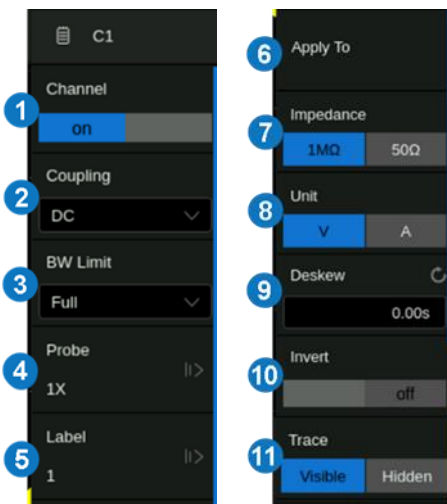 C1
1
Channel
on
2
Coupling
DC
3
BW Limit
Full
4
Probe
1X
5
Label
1
6
Apply To
7
Impedance
1MΩ 50Ω
8
Unit
V A
9
Deskew
0.00s
10
Invert
off
11
Trace
Visible Hidden